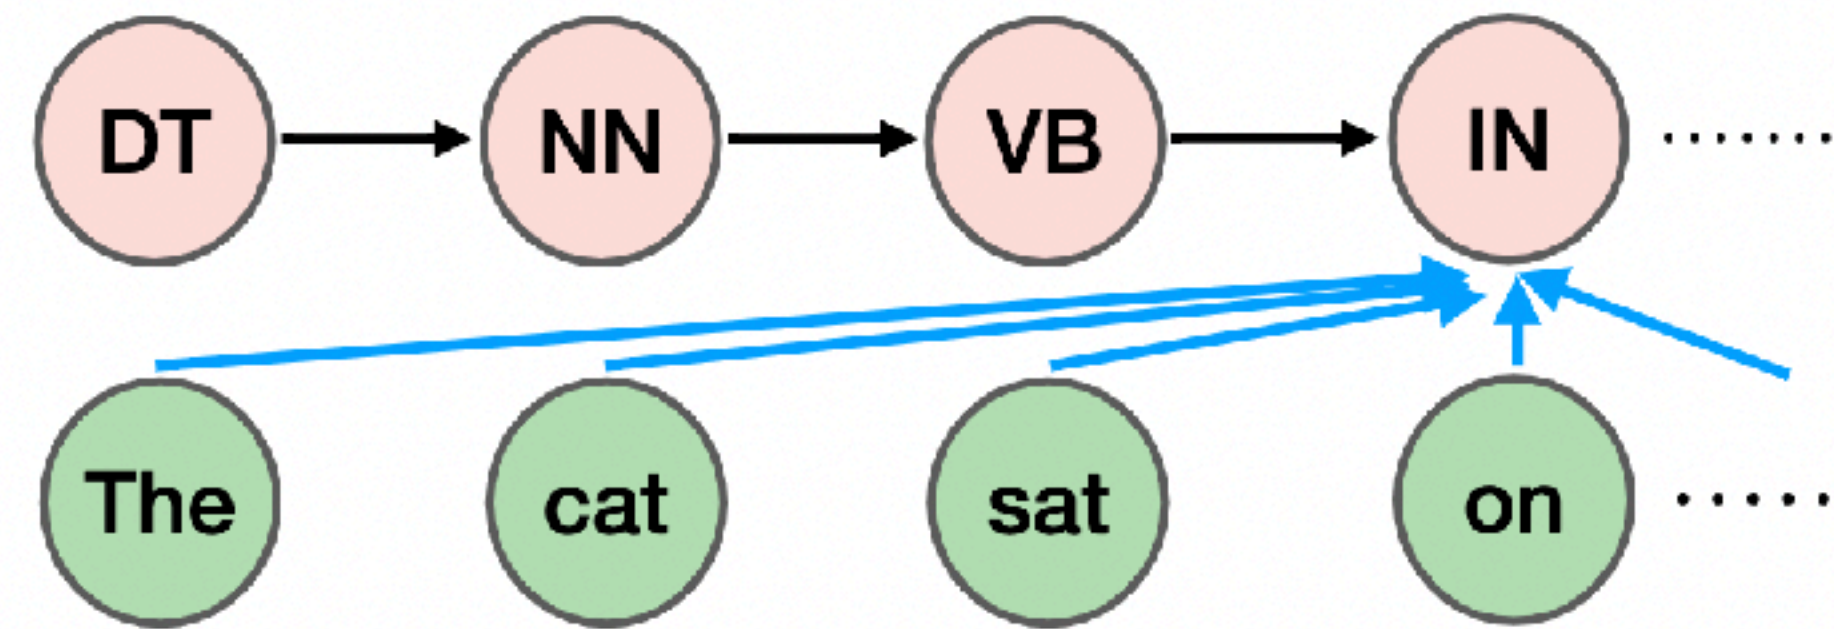 DT NN VB IN .......
The cat sat on .....